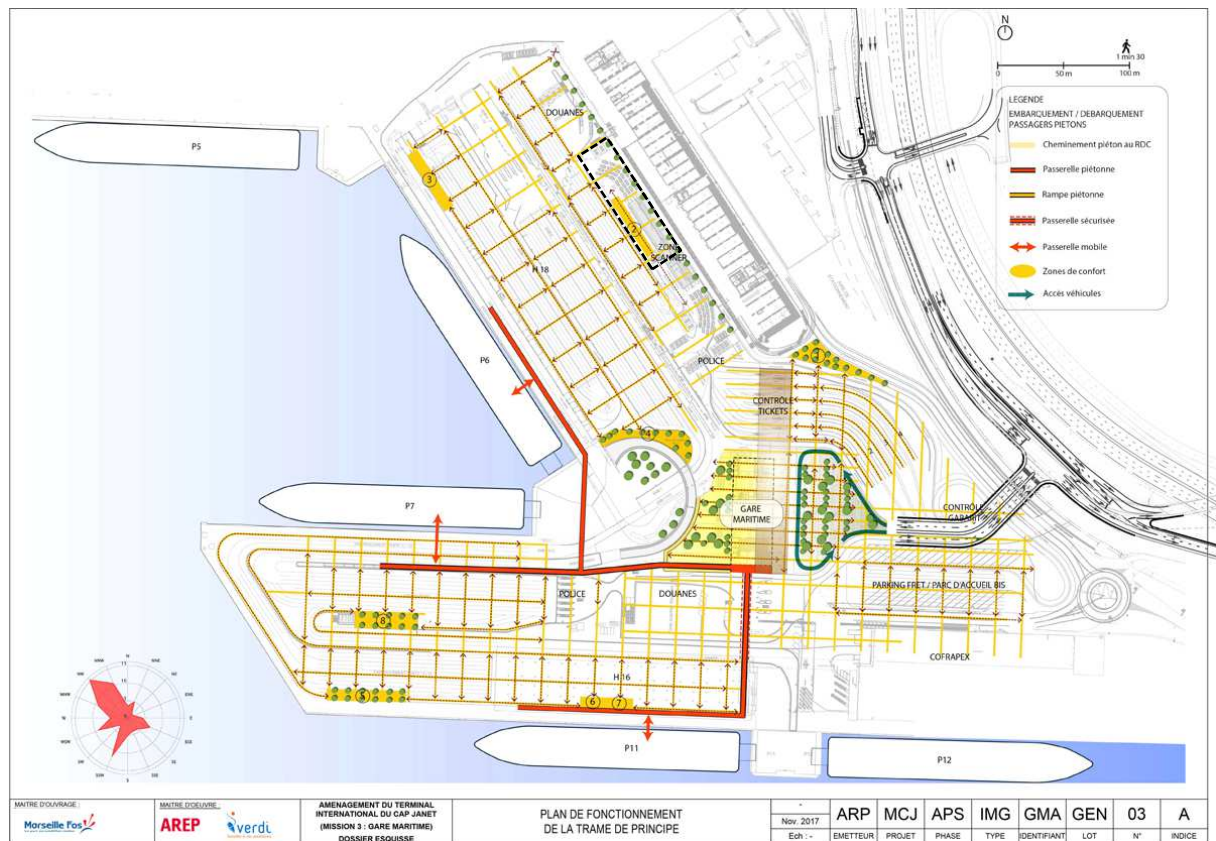 N
1 min 30
0
50 m
100 m
LEGENDE
EMBARQUEMENT / DEBARQUEMENT
PASSAGERS PIETONS
Cheminement piéton au RDC
Passerelle piétonne
Rampe piétonne
Passerelle sécurisée
Passerelle mobile
Zones de confort
Accès véhicules
P5
DOUANES
3
2
ZONE
SCANNER
H 18
P6
POLICE
1
CONTRÔLE
TICKETS
4
P7
GARE
MARITIME
CONTRÔLE
GABARIT
PARKING FRET / PARC D'ACCUEIL BIS
POLICE
DOUANES
8
COFRAPEX
H 16
5
6
7
P11
P12
MAITRE D'OUVRAGE :
Marseille Fos
MAITRE D'OEUVRE
AREP
verdi
AMENAGEMENT DU TERMINAL
INTERNATIONAL DU CAP JANET
(MISSION 3 : GARE MARITIME)
DOSSIER ESQUISSE
PLAN DE FONCTIONNEMENT
DE LA TRAME DE PRINCIPE
-
Nov. 2017
Ech : -
ARP MCJ APS IMG GMA GEN 03 A
EMETTEUR PROJET PHASE TYPE IDENTIFIANT LOT N° INDICE